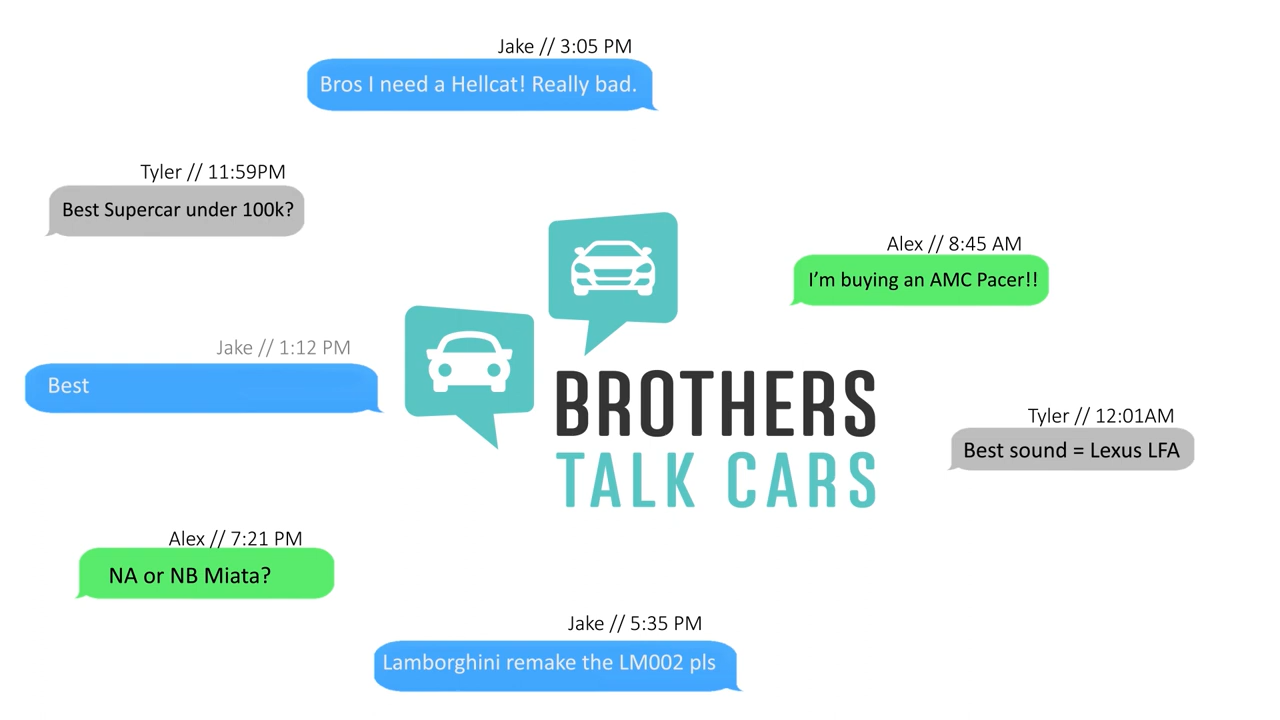 Jake // 3:05 PM
Bros I need a Hellcat! Really bad.
Tyler // 11:59PM
Best Supercar under 100k?
Alex // 8:45 AM
I'm buying an AMC Pacer!!
Jake // 1:12 PM
Best
BROTHERS
TALK CARS
Tyler // 12:01AM
Best sound = Lexus LFA
Alex // 7:21 PM
NA or NB Miata?
Jake // 5:35 PM
Lamborghini remake the LM002 pls